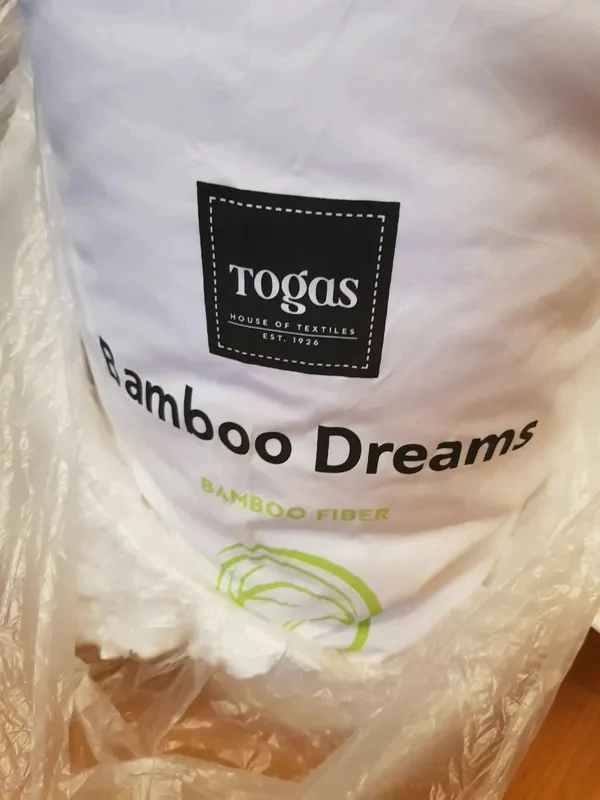 Togas
HOUSE OF TEXTILES
EST. 1926
Bamboo Dreams
BAMBOO FIBER